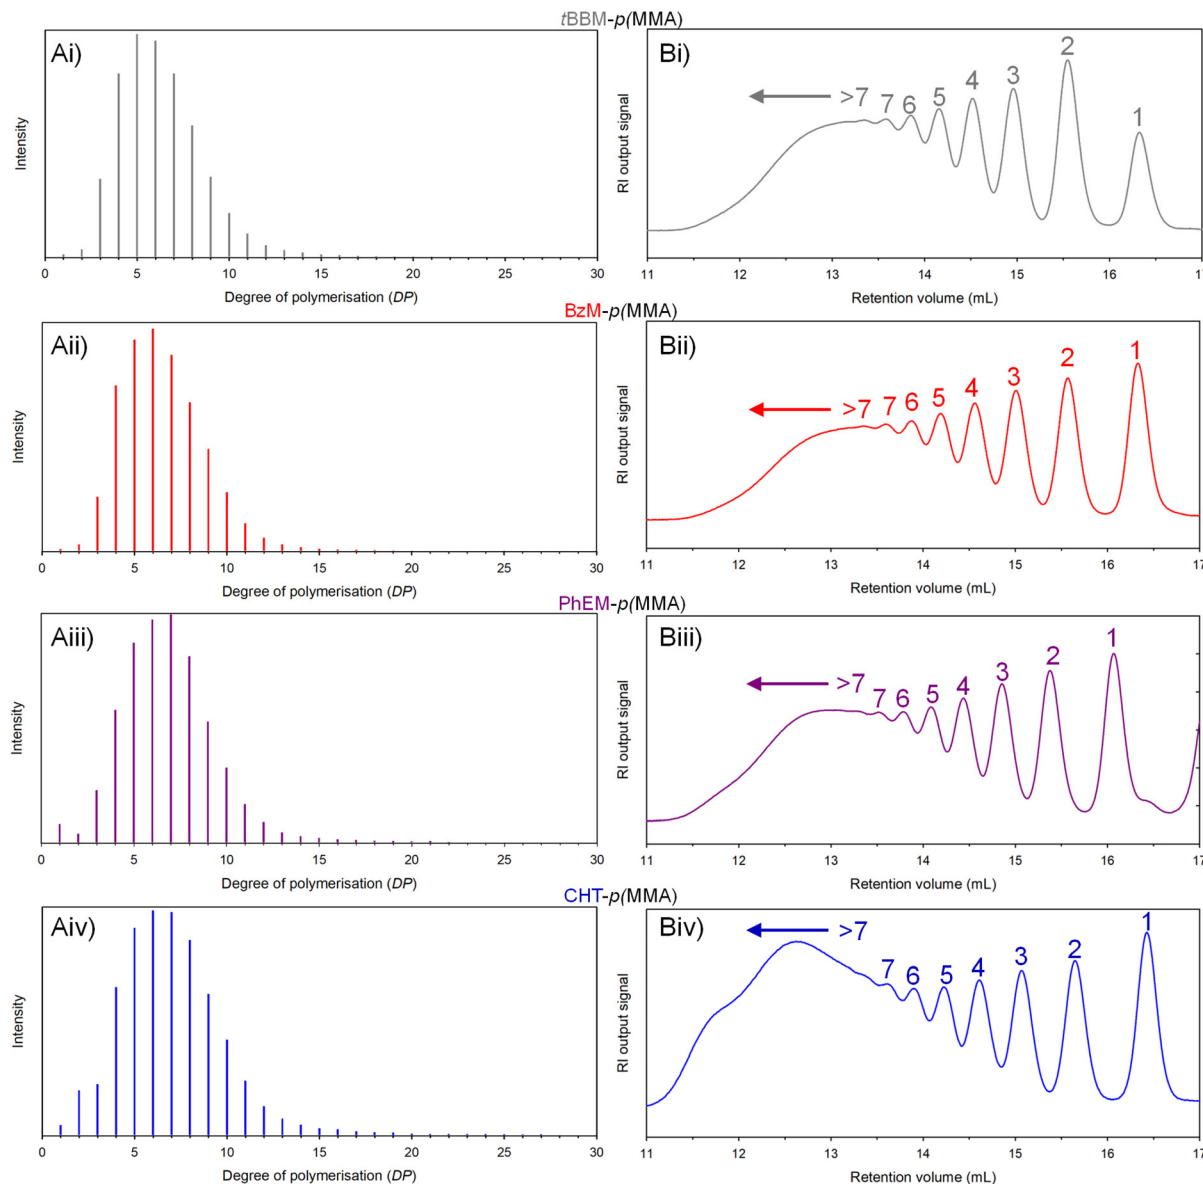 tBBM-p(MMA)
Ai)
Intensity
0 5 10 15 20 25 30
Degree of polymerisation (DP)
Bi)
RI output signal
>7 7 6 5 4 3 2 1
11 12 13 14 15 16 17
Retention volume (mL)
BzM-p(MMA)
Aii)
Intensity
0 5 10 15 20 25 30
Degree of polymerisation (DP)
Bii)
RI output signal
>7 7 6 5 4 3 2 1
11 12 13 14 15 16 17
Retention volume (mL)
PhEM-p(MMA)
Aiii)
Intensity
0 5 10 15 20 25 30
Degree of polymerisation (DP)
Biii)
RI output signal
>7 7 6 5 4 3 2 1
11 12 13 14 15 16 17
Retention volume (mL)
CHT-p(MMA)
Aiv)
Intensity
0 5 10 15 20 25 30
Degree of polymerisation (DP)
Biv)
RI output signal
>7 7 6 5 4 3 2 1
11 12 13 14 15 16 17
Retention volume (mL)